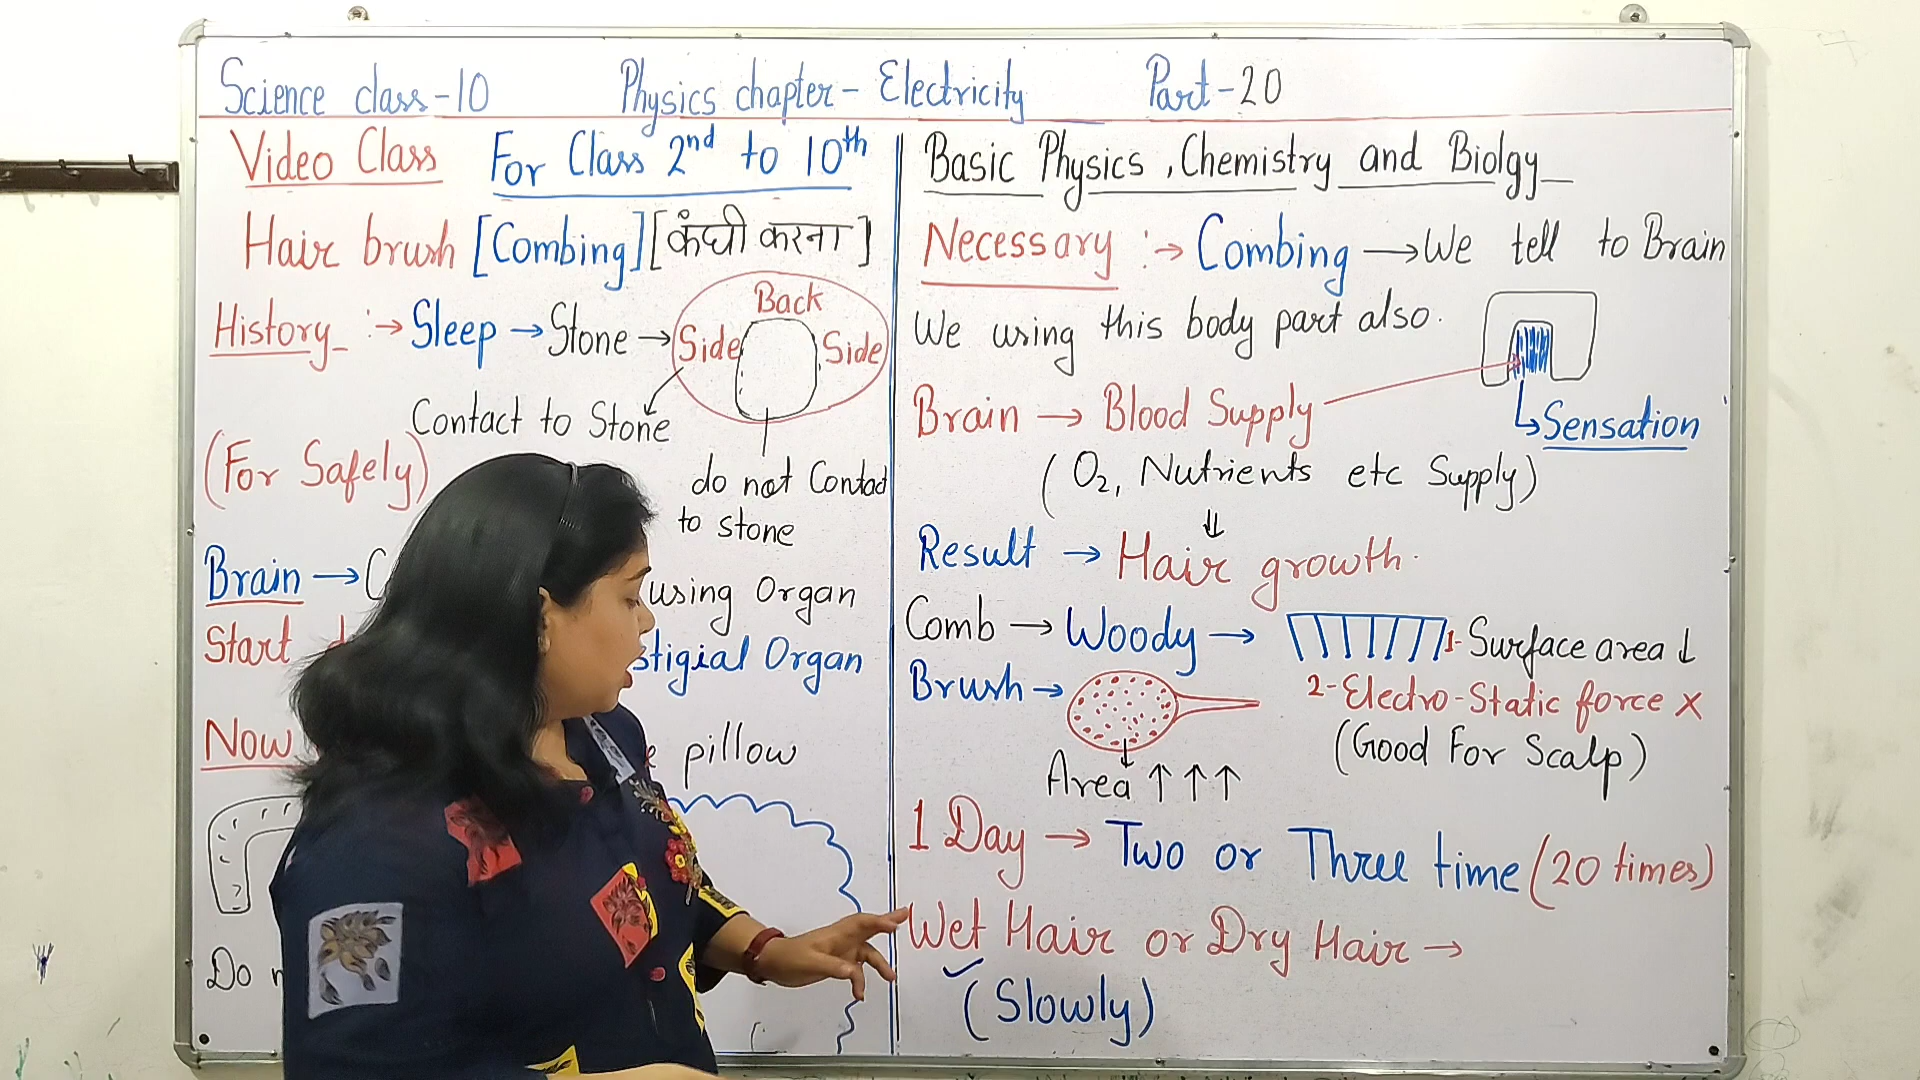 Science class-10 Physics chapter- Electricity Part-20
Video Class For Class 2nd to 10th
Hair brush [Combing] [कंघी करना]
History :→ Sleep → Stone →
Back
Side Side
Contact to Stone
(For Safely)
do not Contact
to stone
Brain →
using Organ
Start
stigial Organ
Now
pillow
Do
Basic Physics, Chemistry and Biolgy
Necessary :→ Combing → We tell to Brain
We using this body part also.
Brain → Blood Supply
Sensation
(O2, Nutrients etc Supply)
Result → Hair growth.
Comb → Woody → 1- Surface area ↓
Brush → 2- Electro-Static force x
(Good For Scalp)
Area ↑ ↑ ↑
1 Day → Two or Three time (20 times)
Wet Hair or Dry Hair →
(Slowly)